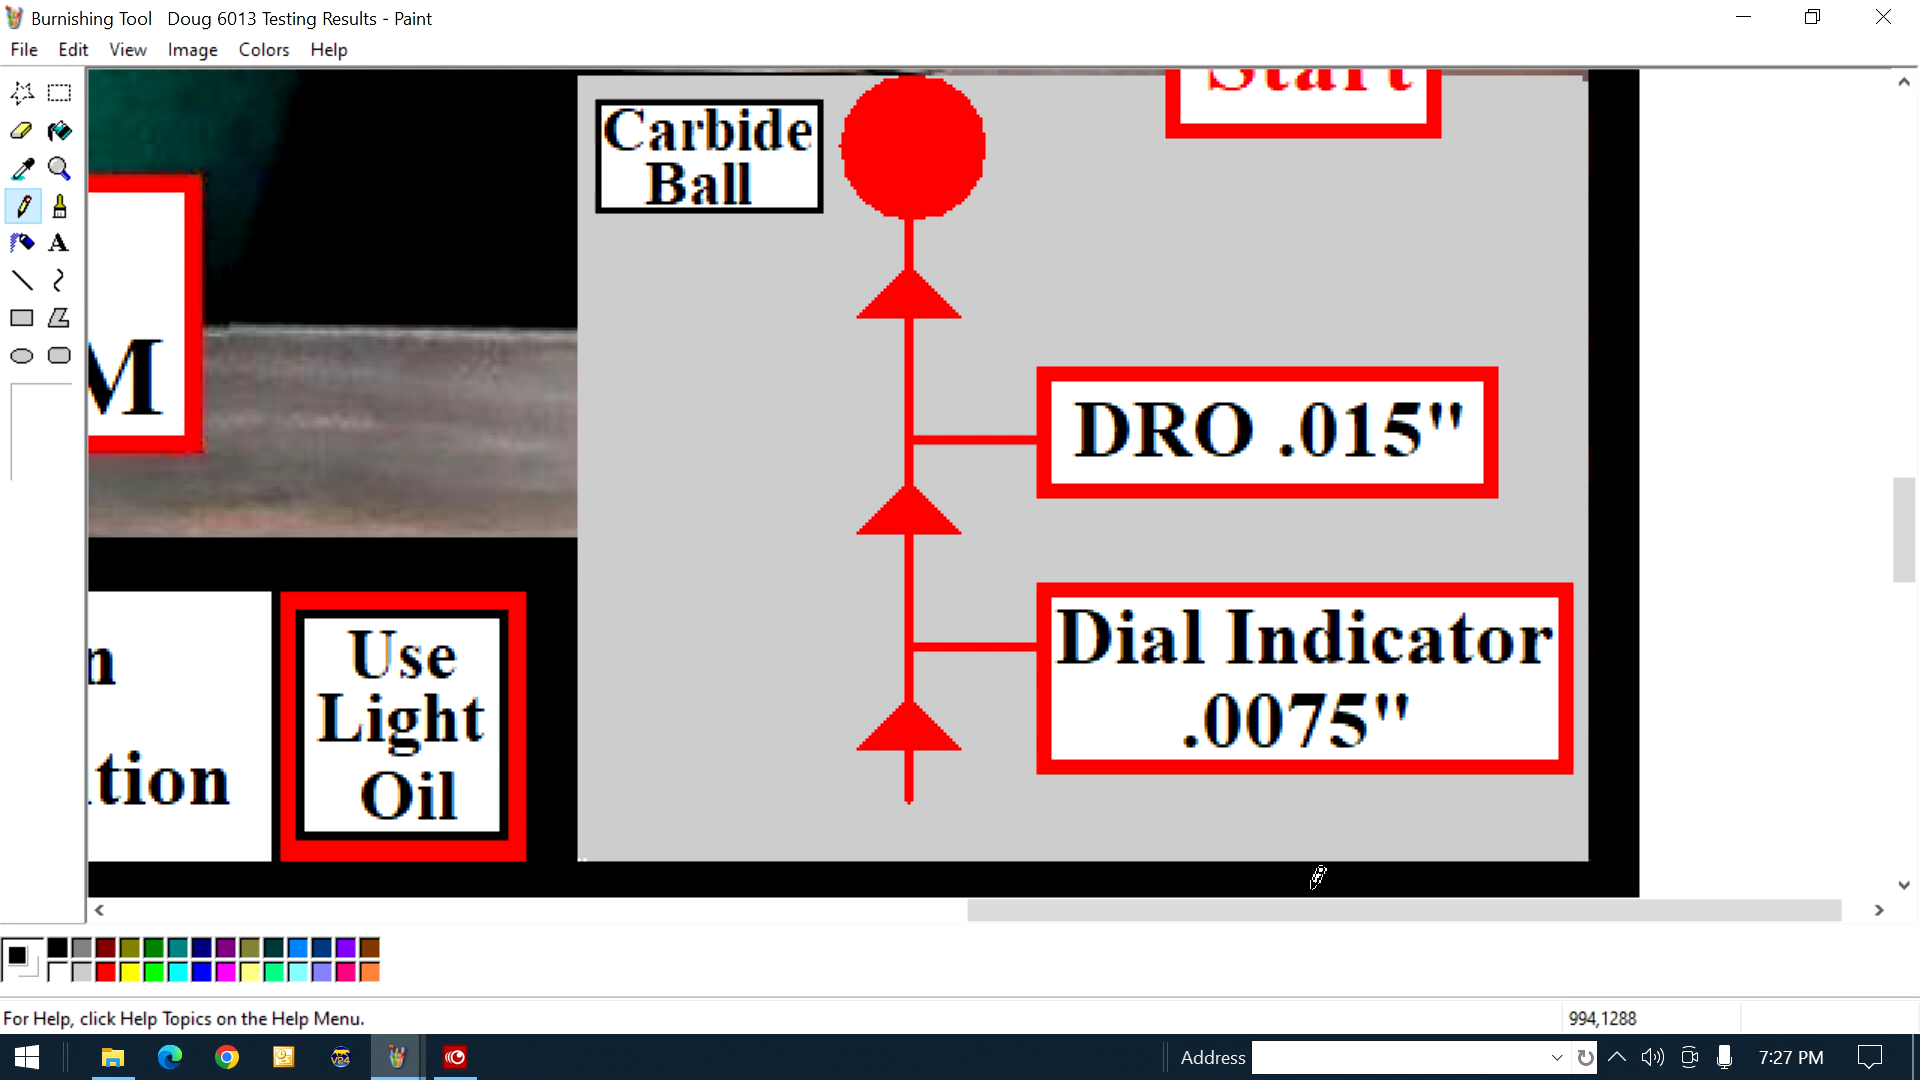 Burnishing Tool   Doug 6013 Testing Results - Paint
File Edit View Image Colors Help
Start
Carbide
Ball
M
DRO .015"
Dial Indicator
.0075"
Use
Light
Oil
n
tion
For Help, click Help Topics on the Help Menu.
994,1288
V24
Address
7:27 PM